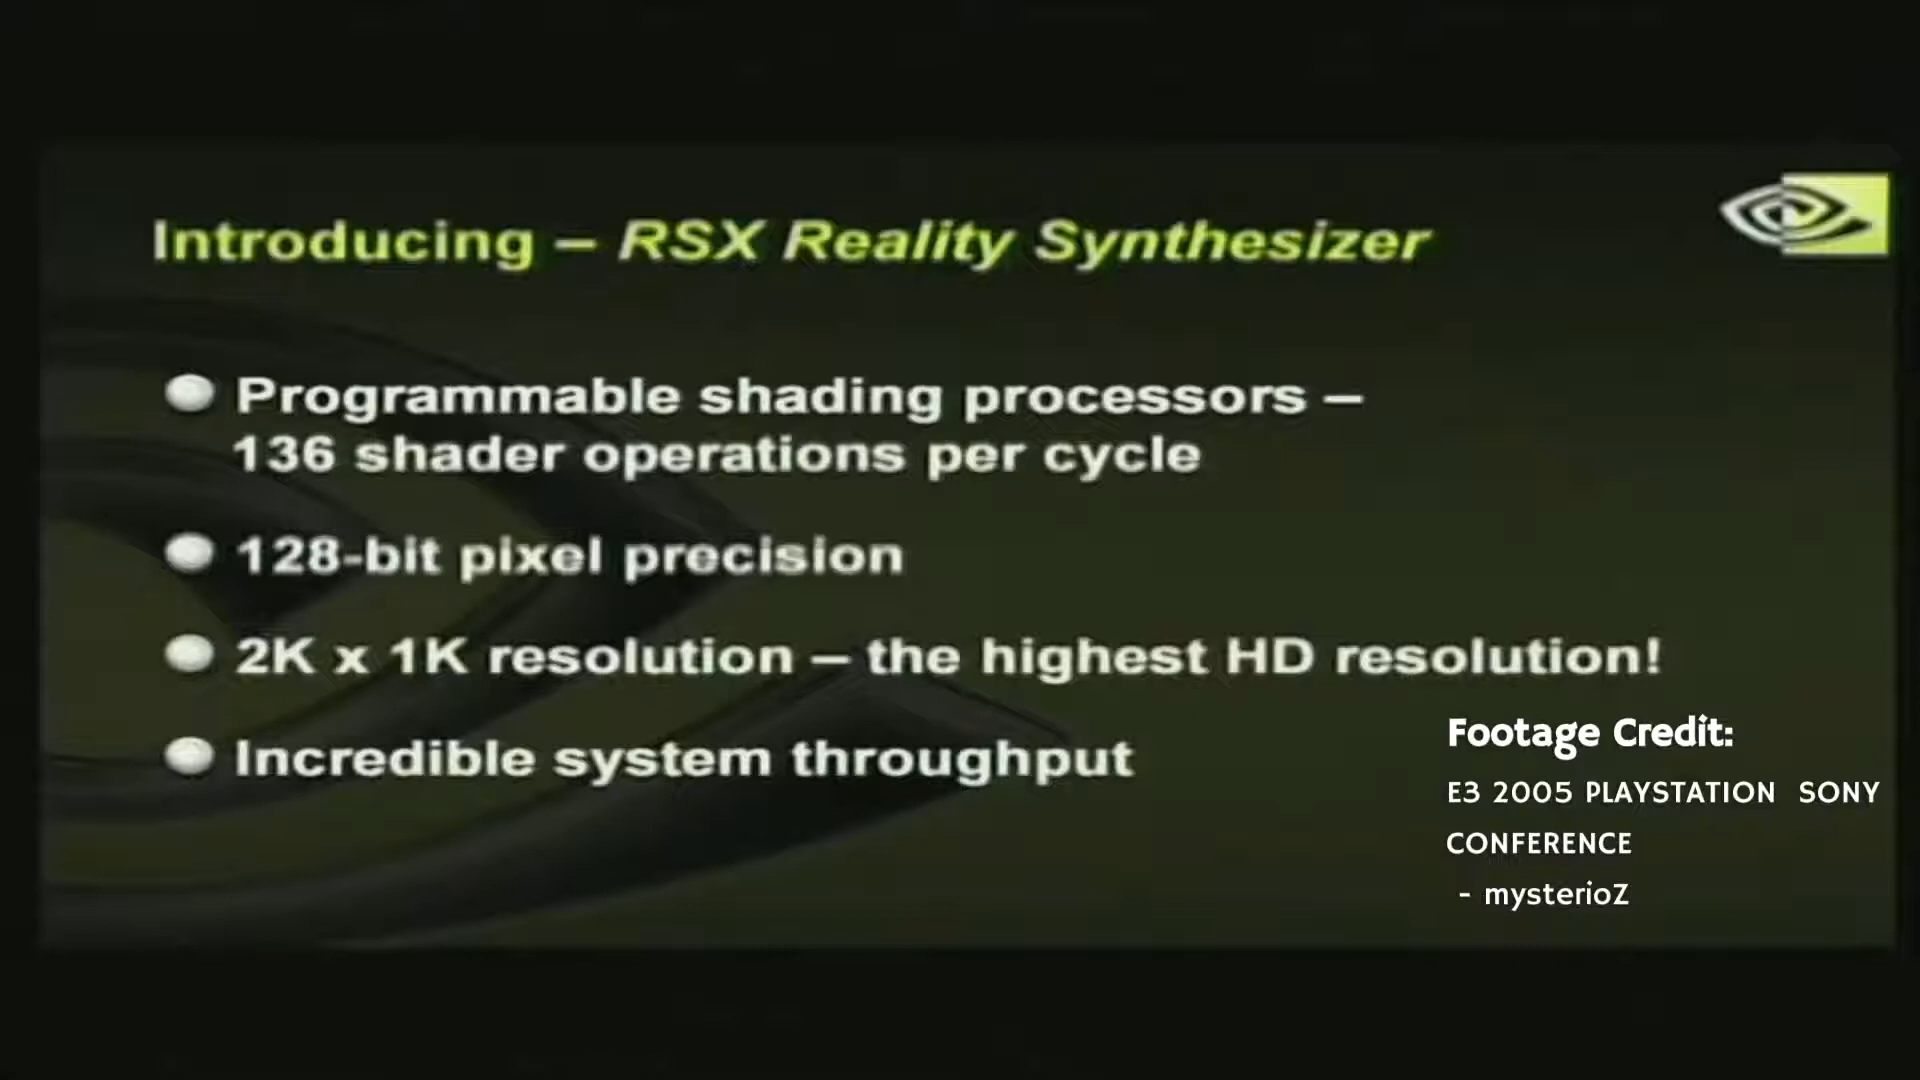 Introducing – RSX Reality Synthesizer
Programmable shading processors –
136 shader operations per cycle
128-bit pixel precision
2K x 1K resolution – the highest HD resolution!
Incredible system throughput
Footage Credit:
E3 2005 PLAYSTATION SONY
CONFERENCE
- mysterioZ